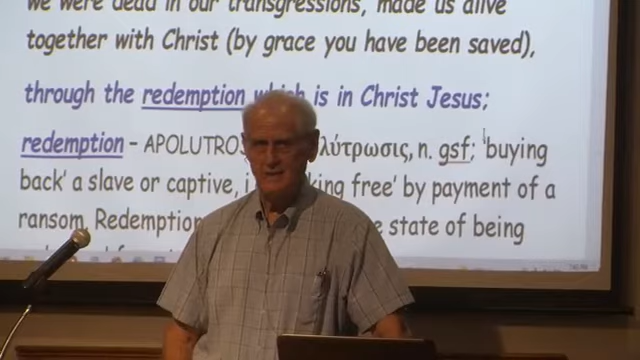 we were dead in our transgressions, made us alive
together with Christ (by grace you have been saved),
through the redemption which is in Christ Jesus;
redemption – APOLUTROS λύτρωσις, n. gsf; 'buying
back' a slave or captive, i king free' by payment of a
ransom, Redemption e state of being